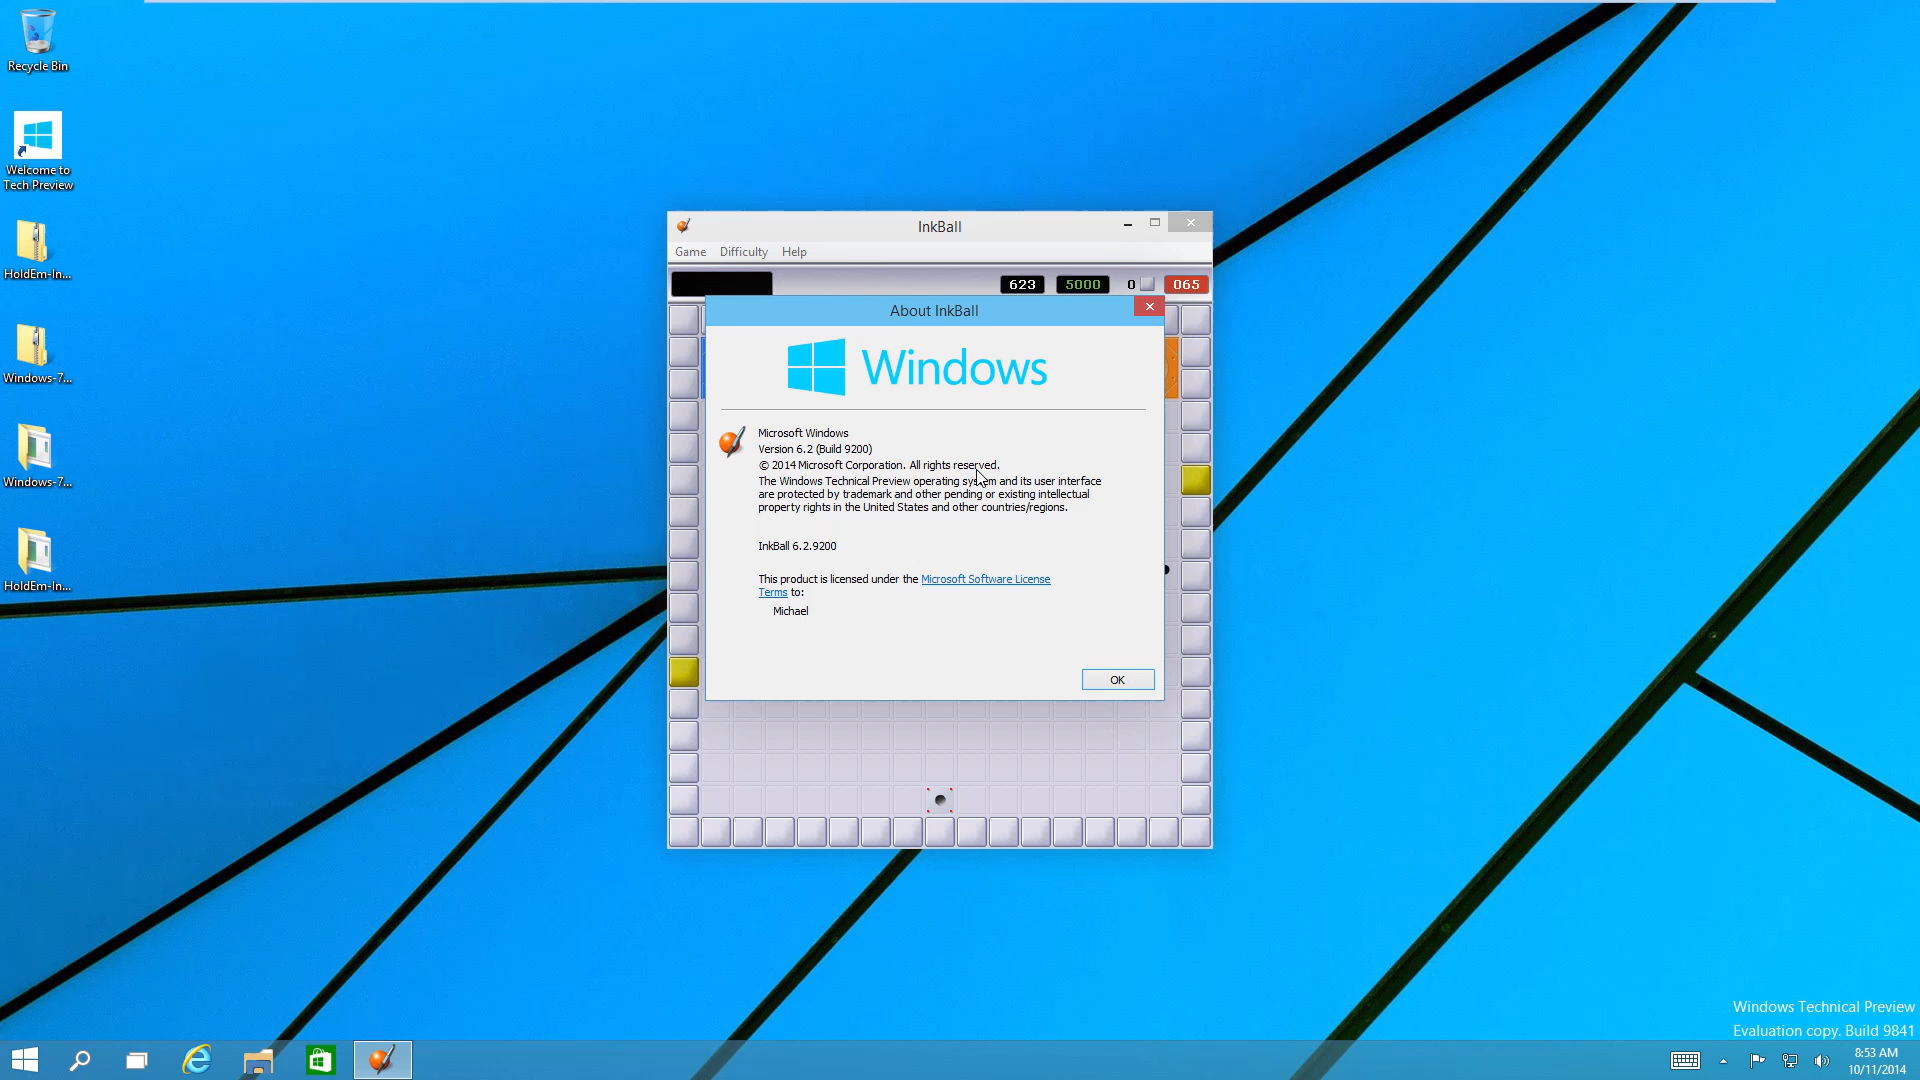 Recycle Bin
Welcome to
Tech Preview
HoldEm-In...
Windows-7...
Windows-7...
HoldEm-In...
InkBall
Game Difficulty Help
623 5000 0 065
About InkBall
Windows
Microsoft Windows
Version 6.2 (Build 9200)
© 2014 Microsoft Corporation. All rights reserved.
The Windows Technical Preview operating system and its user interface
are protected by trademark and other pending or existing intellectual
property rights in the United States and other countries/regions.
InkBall 6.2.9200
This product is licensed under the Microsoft Software License
Terms to:
Michael
OK
Windows Technical Preview
Evaluation copy. Build 9841
8:53 AM
10/11/2014